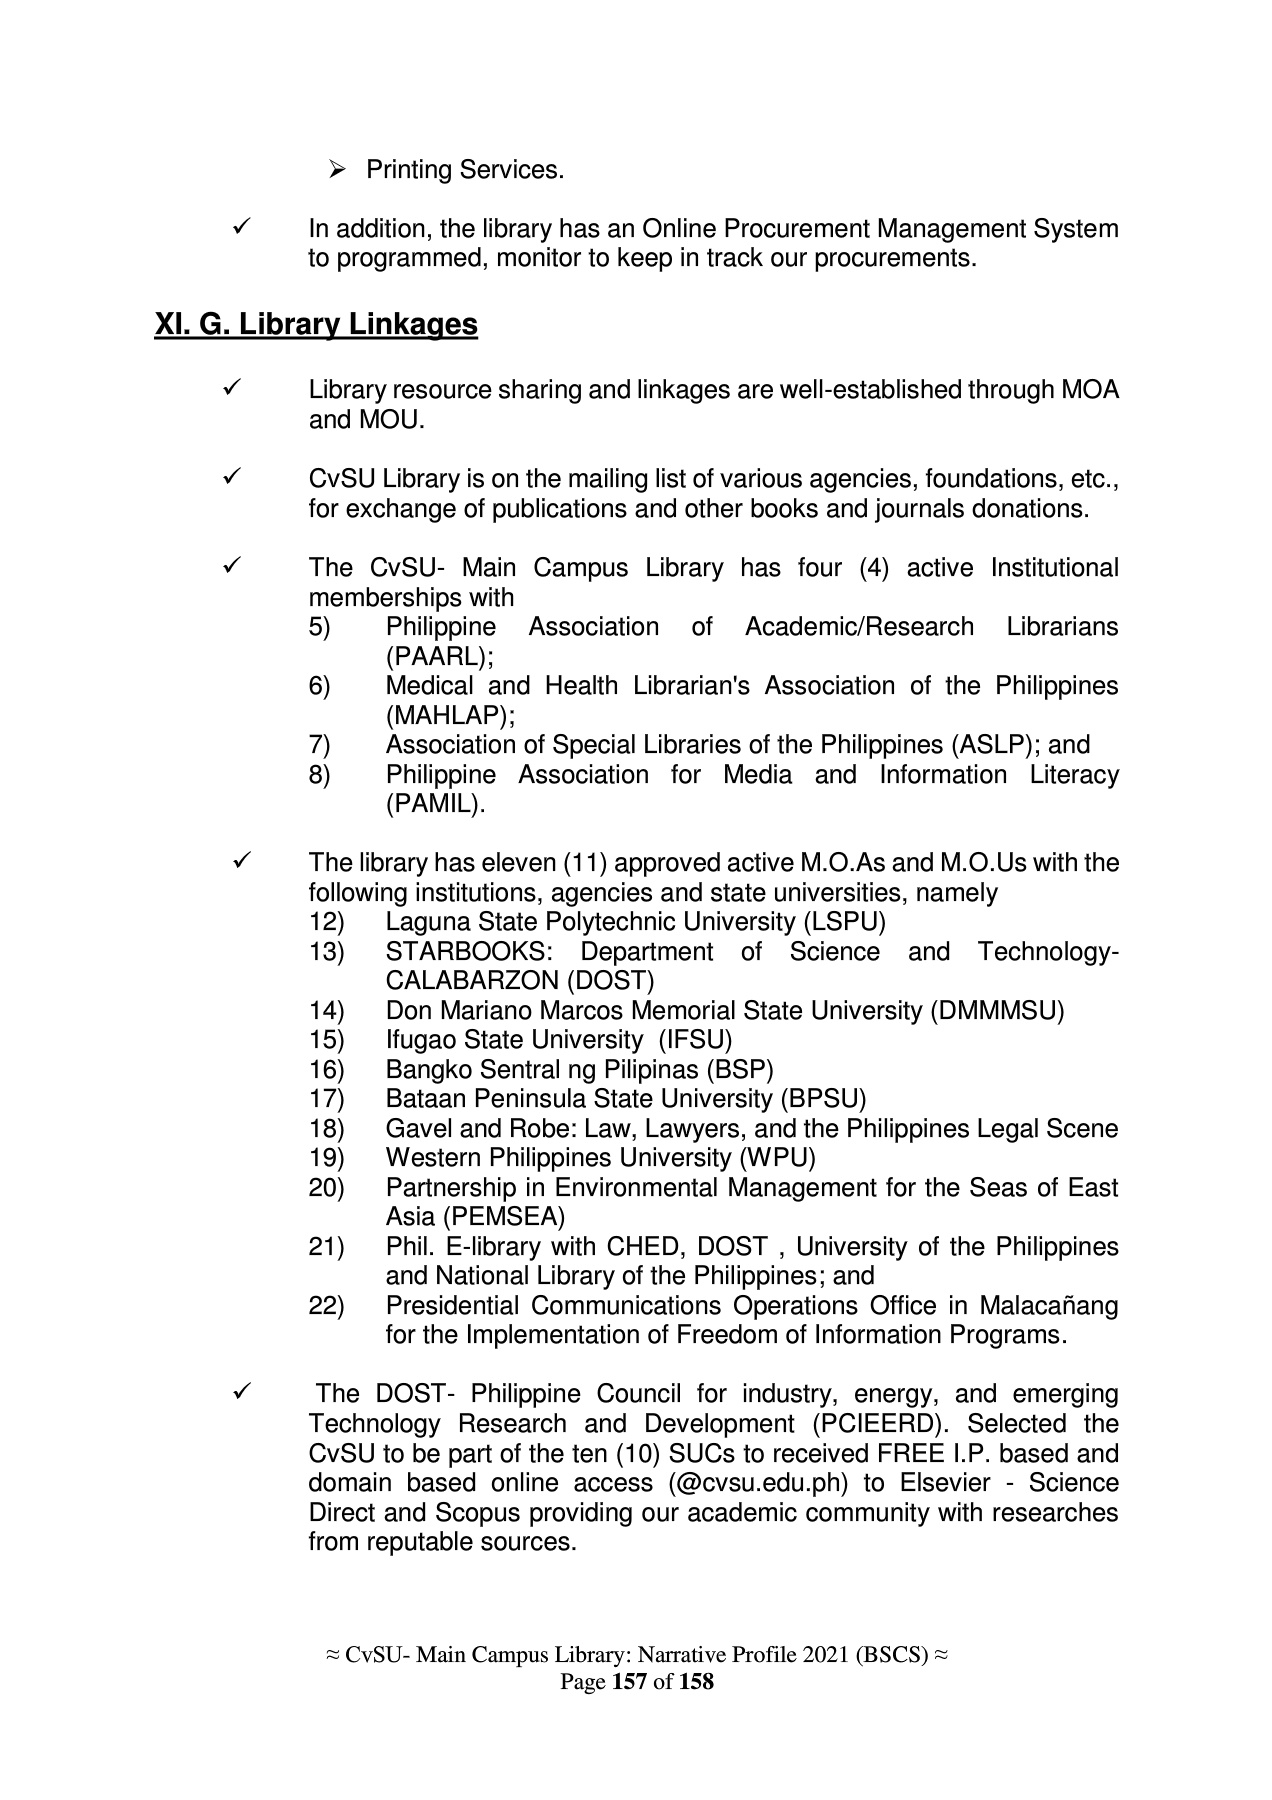 ➢ Printing Services.
✓ In addition, the library has an Online Procurement Management System
to programmed, monitor to keep in track our procurements.
XI. G. Library Linkages
✓ Library resource sharing and linkages are well-established through MOA
and MOU.
✓ CvSU Library is on the mailing list of various agencies, foundations, etc.,
for exchange of publications and other books and journals donations.
✓ The CvSU- Main Campus Library has four (4) active Institutional
memberships with
5) Philippine Association of Academic/Research Librarians
(PAARL);
6) Medical and Health Librarian's Association of the Philippines
(MAHLAP);
7) Association of Special Libraries of the Philippines (ASLP); and
8) Philippine Association for Media and Information Literacy
(PAMIL).
✓ The library has eleven (11) approved active M.O.As and M.O.Us with the
following institutions, agencies and state universities, namely
12) Laguna State Polytechnic University (LSPU)
13) STARBOOKS: Department of Science and Technology-
CALABARZON (DOST)
14) Don Mariano Marcos Memorial State University (DMMMSU)
15) Ifugao State University (IFSU)
16) Bangko Sentral ng Pilipinas (BSP)
17) Bataan Peninsula State University (BPSU)
18) Gavel and Robe: Law, Lawyers, and the Philippines Legal Scene
19) Western Philippines University (WPU)
20) Partnership in Environmental Management for the Seas of East
Asia (PEMSEA)
21) Phil. E-library with CHED, DOST , University of the Philippines
and National Library of the Philippines; and
22) Presidential Communications Operations Office in Malacañang
for the Implementation of Freedom of Information Programs.
✓ The DOST- Philippine Council for industry, energy, and emerging
Technology Research and Development (PCIEERD). Selected the
CvSU to be part of the ten (10) SUCs to received FREE I.P. based and
domain based online access (@cvsu.edu.ph) to Elsevier - Science
Direct and Scopus providing our academic community with researches
from reputable sources.
≈ CvSU- Main Campus Library: Narrative Profile 2021 (BSCS) ≈
Page 157 of 158